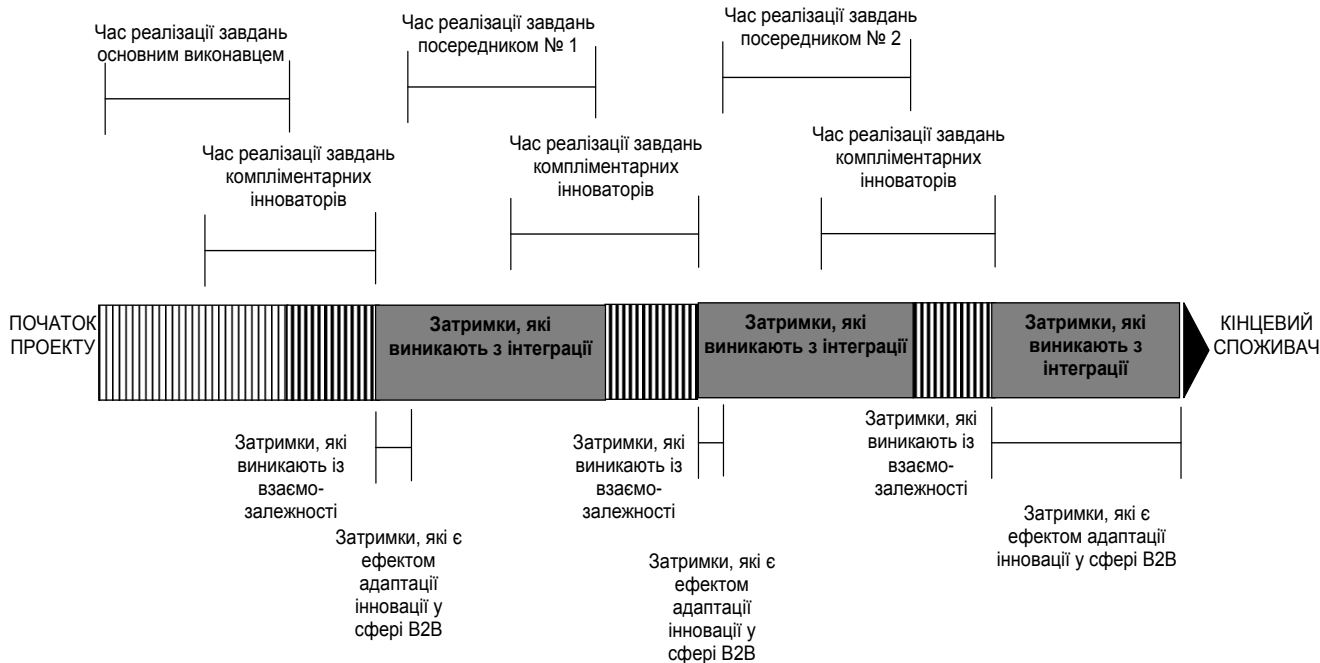 Час реалізації завдань
основним виконавцем
Час реалізації завдань
посередником № 1
Час реалізації завдань
посередником № 2
Час реалізації завдань
компліментарних
інноваторів
Час реалізації завдань
компліментарних
інноваторів
Час реалізації завдань
компліментарних
інноваторів
ПОЧАТОК
ПРОЕКТУ
Затримки, які
виникають з інтеграції
Затримки, які
виникають з інтеграції
Затримки, які
виникають з
інтеграції
КІНЦЕВИЙ
СПОЖИВАЧ
Затримки, які
виникають із
взаємо-
залежності
Затримки, які
виникають із
взаємо-
залежності
Затримки, які
виникають із
взаємо-
залежності
Затримки, які є
ефектом
адаптації
інновації у
сфері B2B
Затримки, які є
ефектом
адаптації
інновації у
сфері B2B
Затримки, які є
ефектом адаптації
інновації у сфері B2B